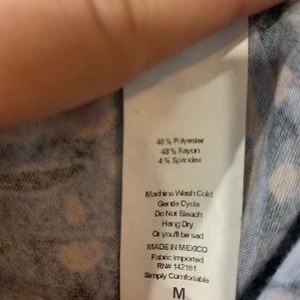 48% Polyester
48% Rayon
4% Spandex
Machine Wash Cold
Gentle Cycle
Do Not Bleach
Hang Dry
Or you'll be sad
MADE IN MEXICO
Fabric Imported
RN# 142161
Simply Comfortable
M